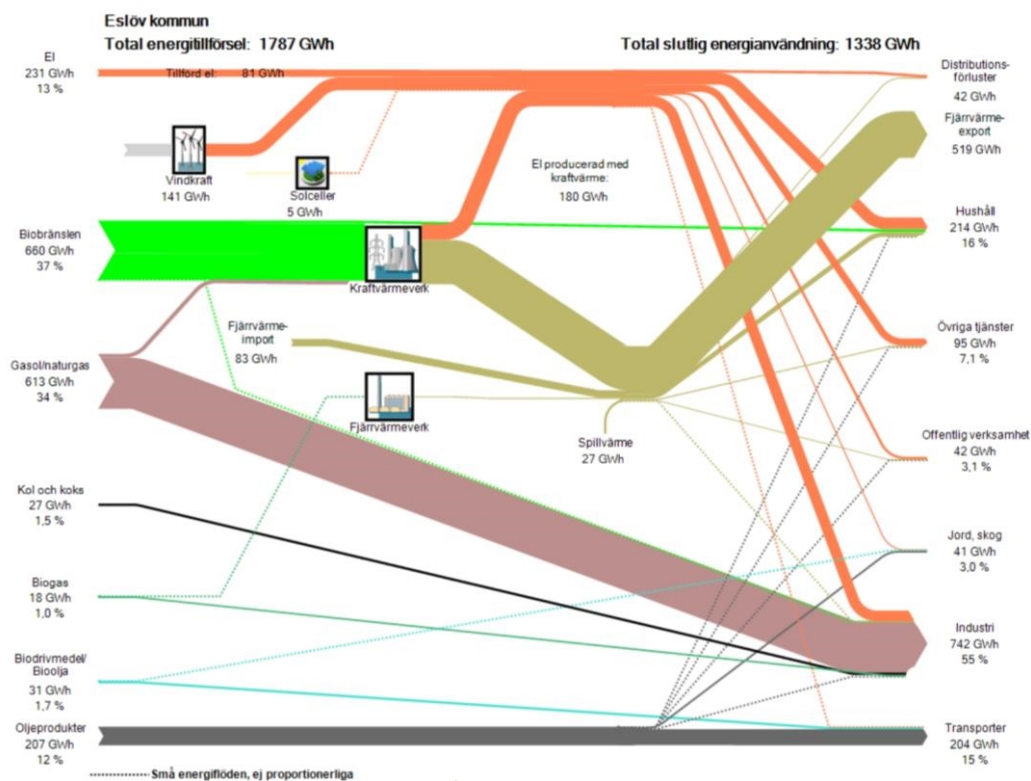 Eslöv kommun
Total energitillförsel: 1787 GWh
Total slutlig energianvändning: 1338 GWh
El
231 GWh
13 %
Tillförd el: 81 GWh
Vindkraft
141 GWh
Solceller
5 GWh
El producerad med
kraftvärme:
180 GWh
Biobränslen
660 GWh
37 %
Kraftvärmeverk
Fjärrvärme-
import
83 GWh
Gasol/naturgas
613 GWh
34 %
Fjärrvärmeverk
Spillvärme
27 GWh
Kol och koks
27 GWh
1,5 %
Biogas
18 GWh
1,0 %
Biodrivmedel/
Bioolja
31 GWh
1,7 %
Oljeprodukter
207 GWh
12 %
Distributions-
förluster
42 GWh
Fjärrvärme-
export
519 GWh
Hushåll
214 GWh
16 %
Övriga tjänster
95 GWh
7,1 %
Offentlig verksamhet
42 GWh
3,1 %
Jord, skog
41 GWh
3,0 %
Industri
742 GWh
55 %
Transporter
204 GWh
15 %
Små energiflöden, ej proportionerliga